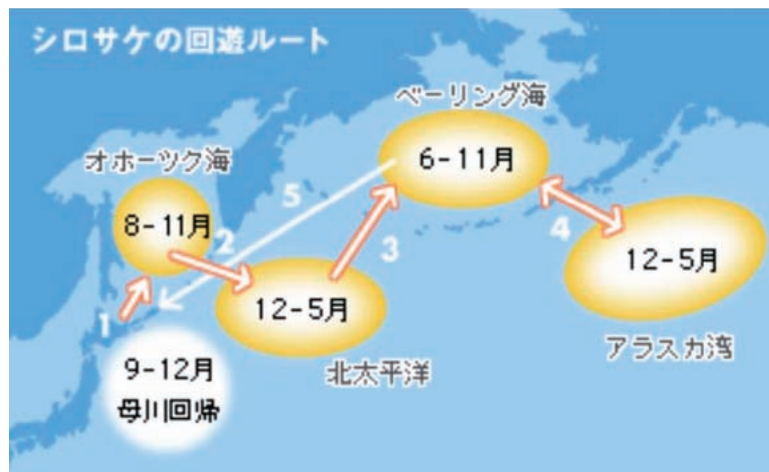 シロサケの回遊ルート
ベーリング海
6-11月
オホーツク海
8-11月
5
2
3
4
12-5月
12-5月
1
アラスカ湾
北太平洋
9-12月
母川回帰